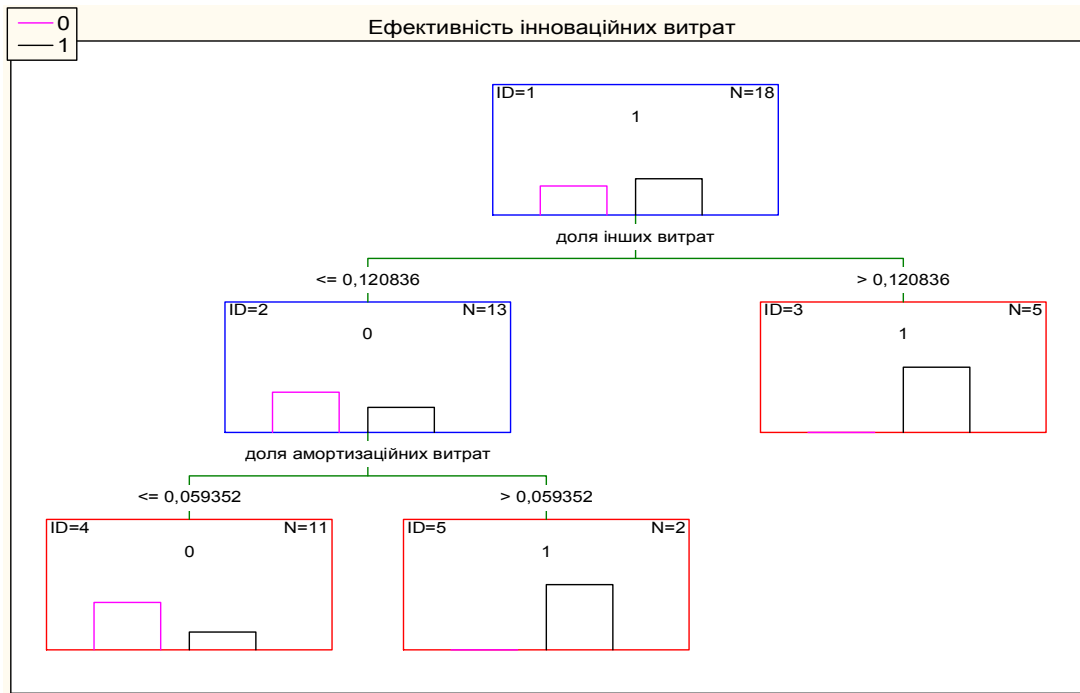 0
1
Ефективність інноваційних витрат
ID=1 N=18
1
доля інших витрат
<= 0,120836 > 0,120836
ID=2 N=13 ID=3 N=5
0 1
доля амортизаційних витрат
<= 0,059352 > 0,059352
ID=4 N=11 ID=5 N=2
0 1